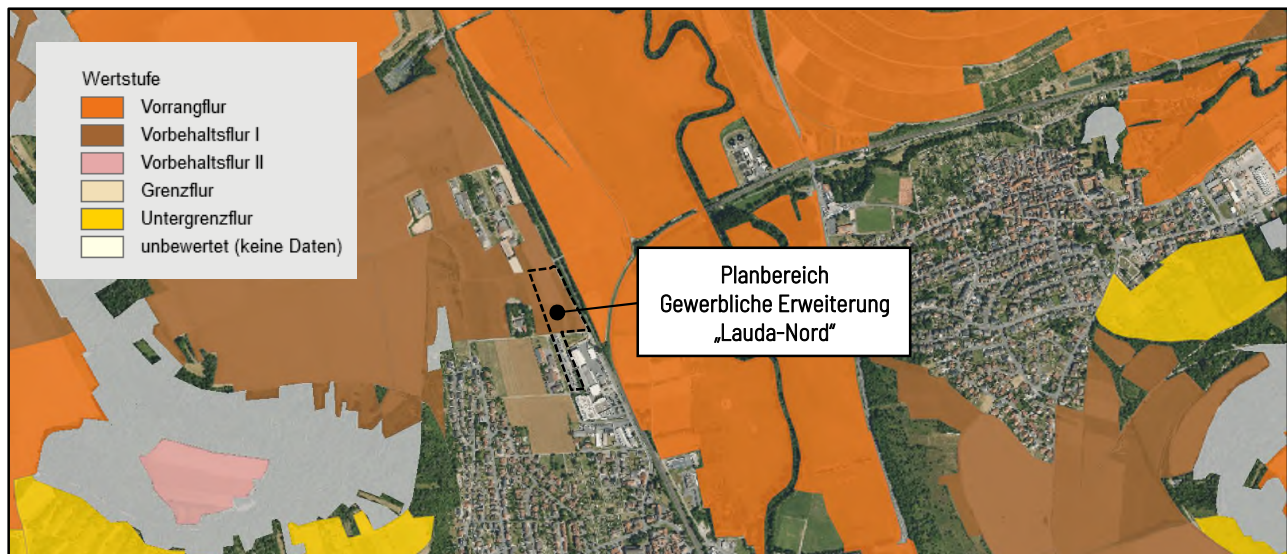 Wertstufe
Vorrangflur
Vorbehaltsflur I
Vorbehaltsflur II
Grenzflur
Untergrenzflur
unbewertet (keine Daten)
Planbereich
Gewerbliche Erweiterung
„Lauda-Nord“